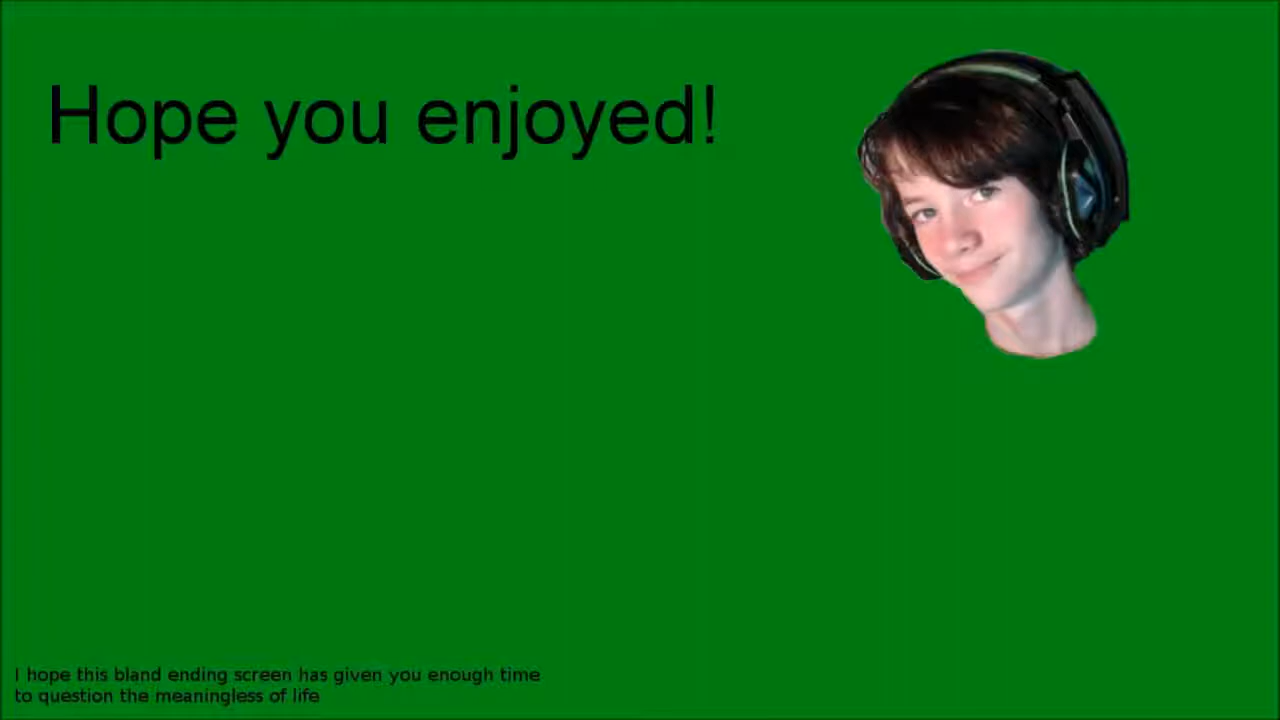 Hope you enjoyed!
I hope this bland ending screen has given you enough time
to question the meaningless of life